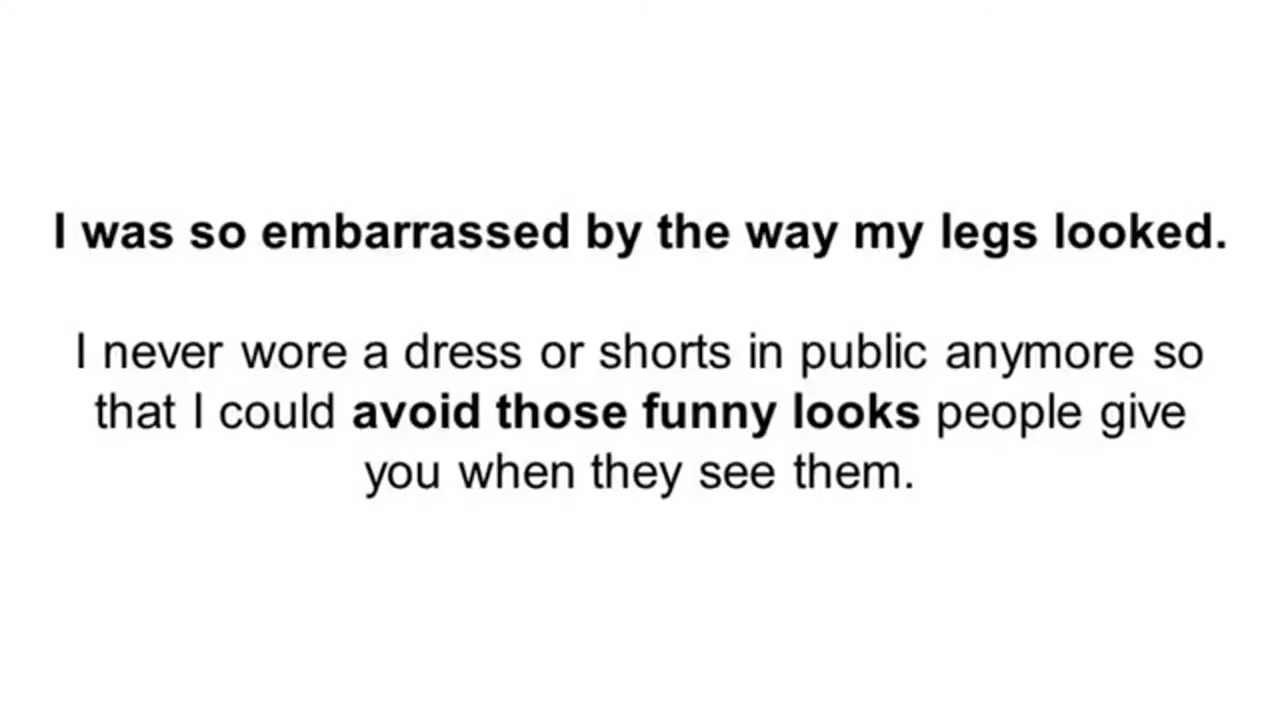 I was so embarrassed by the way my legs looked.
I never wore a dress or shorts in public anymore so
that I could avoid those funny looks people give
you when they see them.